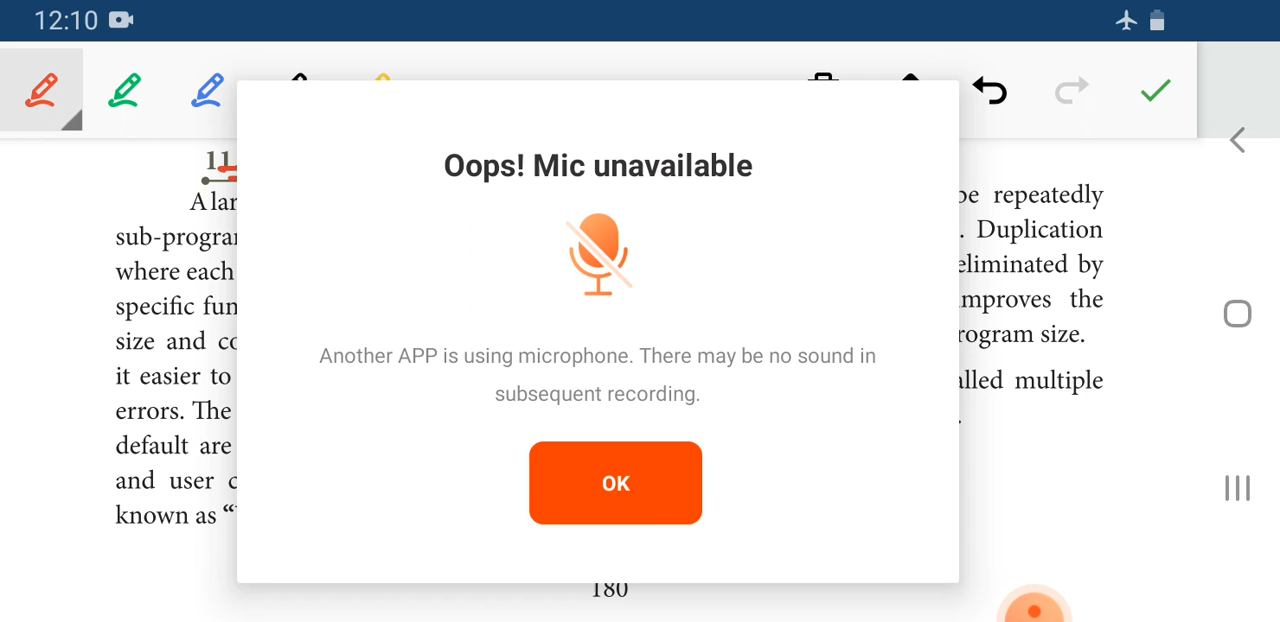 12:10
Oops! Mic unavailable
Another APP is using microphone. There may be no sound in
subsequent recording.
OK
11
A lar
sub-program
where each
specific fun
size and co
it easier to
errors. The
default are
and user c
known as “
be repeatedly
. Duplication
eliminated by
improves the
rogram size.
alled multiple
.
180